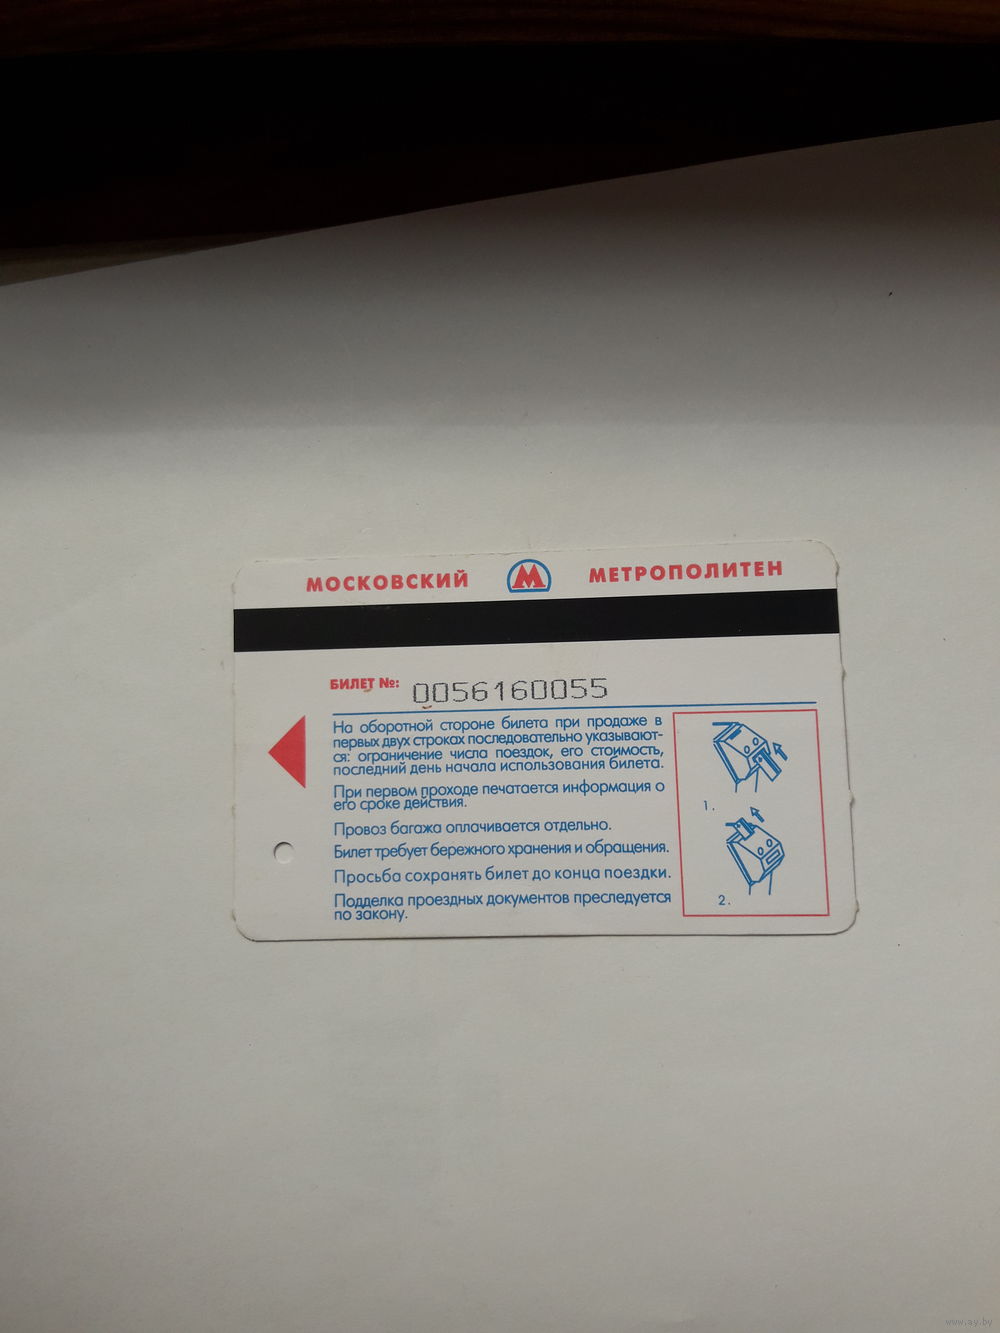 МОСКОВСКИЙ М МЕТРОПОЛИТЕН
БИЛЕТ №: 0056160055
На оборотной стороне билета при продаже в
первых двух строках последовательно указывают-
ся: ограничение числа поездок, его стоимость,
последний день начала использования билета.
При первом проходе печатается информация о
его сроке действия.
Провоз багажа оплачивается отдельно.
Билет требует бережного хранения и обращения.
Просьба сохранять билет до конца поездки.
Подделка проездных документов преследуется
по закону.
1.
2.
www.ay.by